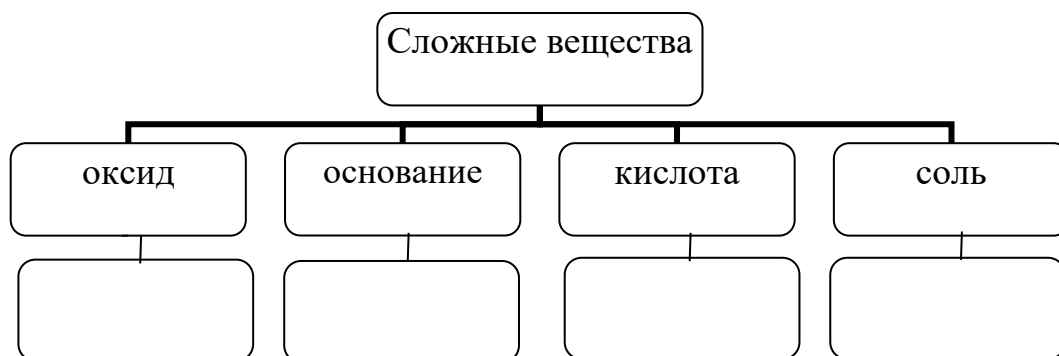 Сложные вещества
оксид
основание
кислота
соль